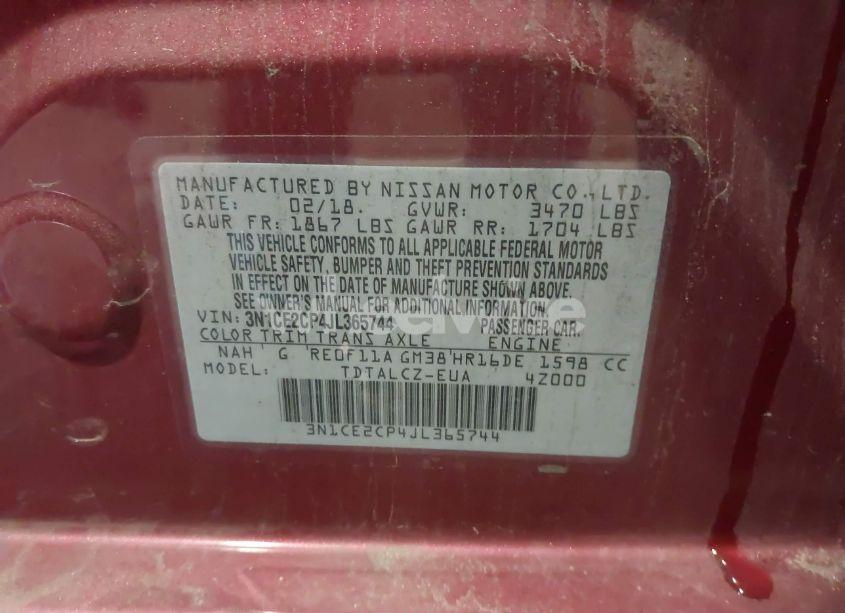 MANUFACTURED BY NISSAN MOTOR CO.,LTD.
DATE: 02/18. GVWR: 3470 LBS
GAWR FR: 1867 LBS GAWR RR: 1704 LBS
THIS VEHICLE CONFORMS TO ALL APPLICABLE FEDERAL MOTOR
VEHICLE SAFETY, BUMPER AND THEFT PREVENTION STANDARDS
IN EFFECT ON THE DATE OF MANUFACTURE SHOWN ABOVE.
SEE OWNER'S MANUAL FOR ADDITIONAL INFORMATION.
VIN: 3N1CE2CP4JL365744 PASSENGER CAR.
COLOR TRIM TRANS AXLE ENGINE
NAH G RE0F11A GM38 HR16DE 1598 CC
MODEL: TDTALCZ-EUA 4Z000
3N1CE2CP4JL365744